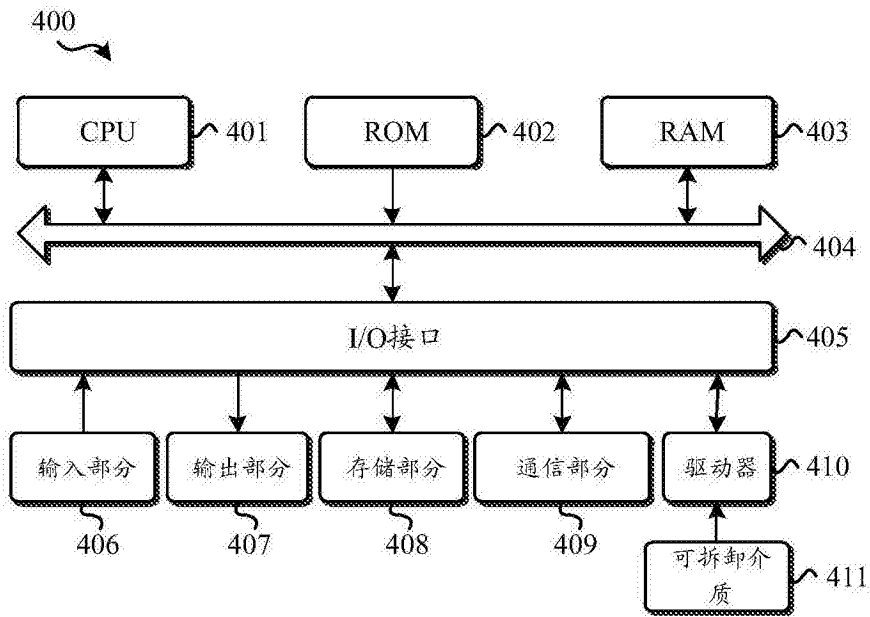 400
CPU
401
ROM
402
RAM
403
404
I/O接口
405
输入部分
输出部分
存储部分
通信部分
驱动器
410
406
407
408
409
可拆卸介
质
411